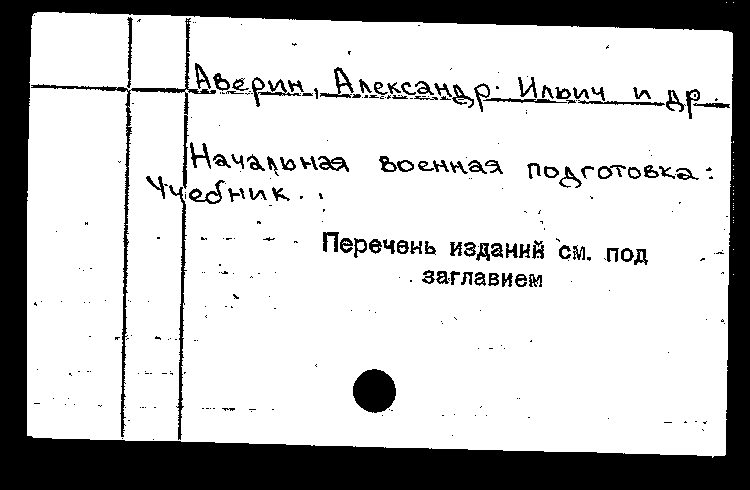 Аверин, Александр Ильич и др.
Начальная военная подготовка:
Учебник.
Перечень изданий см. под
заглавием